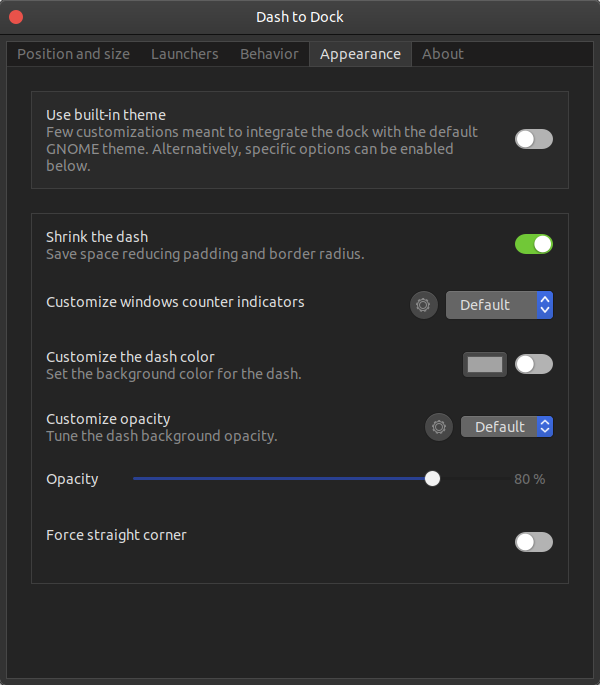 Dash to Dock
Position and size Launchers Behavior Appearance About
Use built-in theme
Few customizations meant to integrate the dock with the default
GNOME theme. Alternatively, specific options can be enabled
below.
Shrink the dash
Save space reducing padding and border radius.
Customize windows counter indicators Default
Customize the dash color
Set the background color for the dash.
Customize opacity Default
Tune the dash background opacity.
Opacity 80 %
Force straight corner